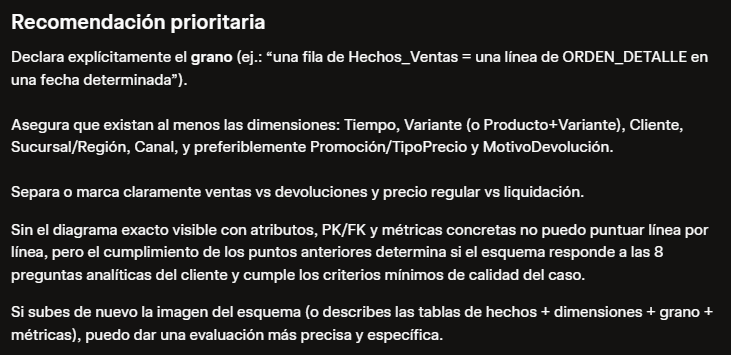 Recomendación prioritaria
Declara explícitamente el grano (ej.: “una fila de Hechos_Ventas = una línea de ORDEN_DETALLE en
una fecha determinada”).
Asegura que existan al menos las dimensiones: Tiempo, Variante (o Producto+Variante), Cliente,
Sucursal/Región, Canal, y preferiblemente Promoción/TipoPrecio y MotivoDevolución.
Separa o marca claramente ventas vs devoluciones y precio regular vs liquidación.
Sin el diagrama exacto visible con atributos, PK/FK y métricas concretas no puedo puntuar línea por
línea, pero el cumplimiento de los puntos anteriores determina si el esquema responde a las 8
preguntas analíticas del cliente y cumple los criterios mínimos de calidad del caso.
Si subes de nuevo la imagen del esquema (o describes las tablas de hechos + dimensiones + grano +
métricas), puedo dar una evaluación más precisa y específica.